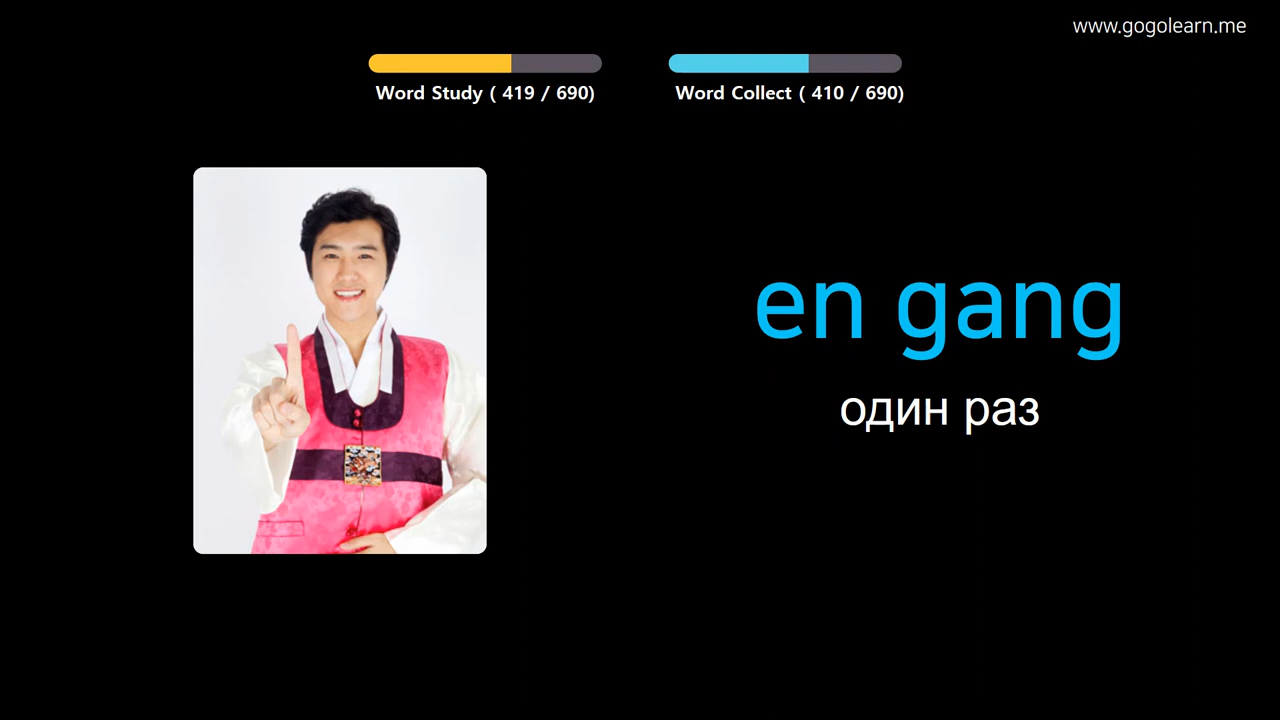 www.gogolearn.me
Word Study ( 419 / 690)
Word Collect ( 410 / 690)
en gang
один раз